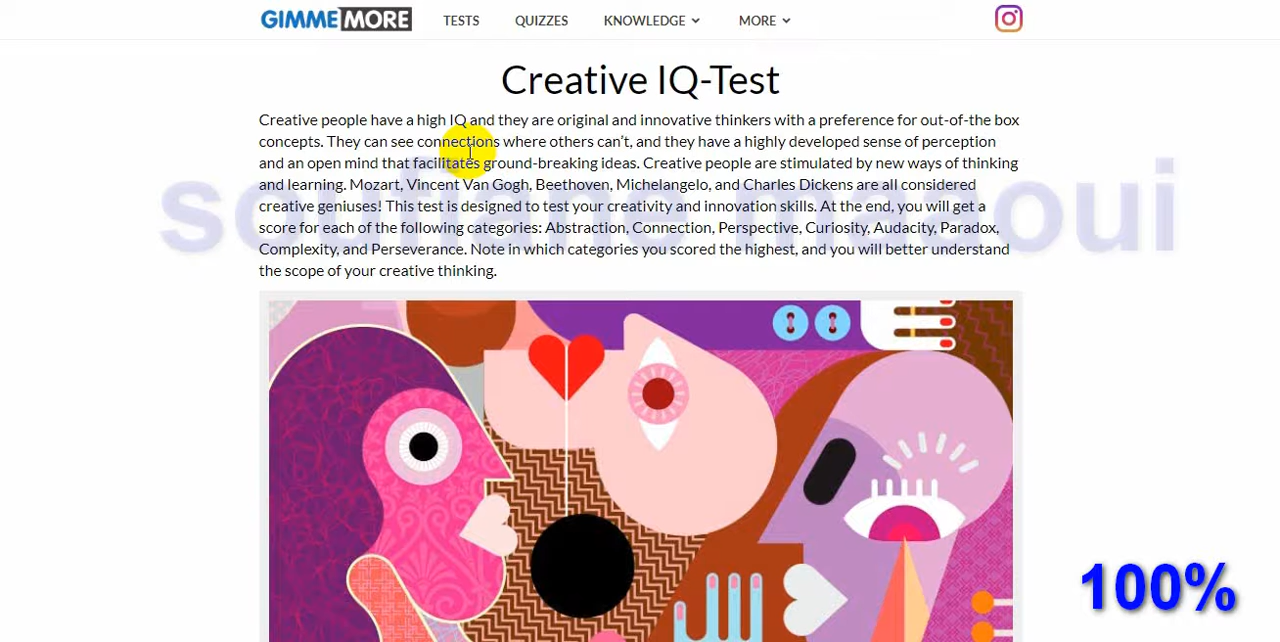 GIMMEMORE TESTS QUIZZES KNOWLEDGE MORE
Creative IQ-Test
Creative people have a high IQ and they are original and innovative thinkers with a preference for out-of-the box
concepts. They can see connections where others can't, and they have a highly developed sense of perception
and an open mind that facilitates ground-breaking ideas. Creative people are stimulated by new ways of thinking
and learning. Mozart, Vincent Van Gogh, Beethoven, Michelangelo, and Charles Dickens are all considered
creative geniuses! This test is designed to test your creativity and innovation skills. At the end, you will get a
score for each of the following categories: Abstraction, Connection, Perspective, Curiosity, Audacity, Paradox,
Complexity, and Perseverance. Note in which categories you scored the highest, and you will better understand
the scope of your creative thinking.
soufiane maaoui
100%